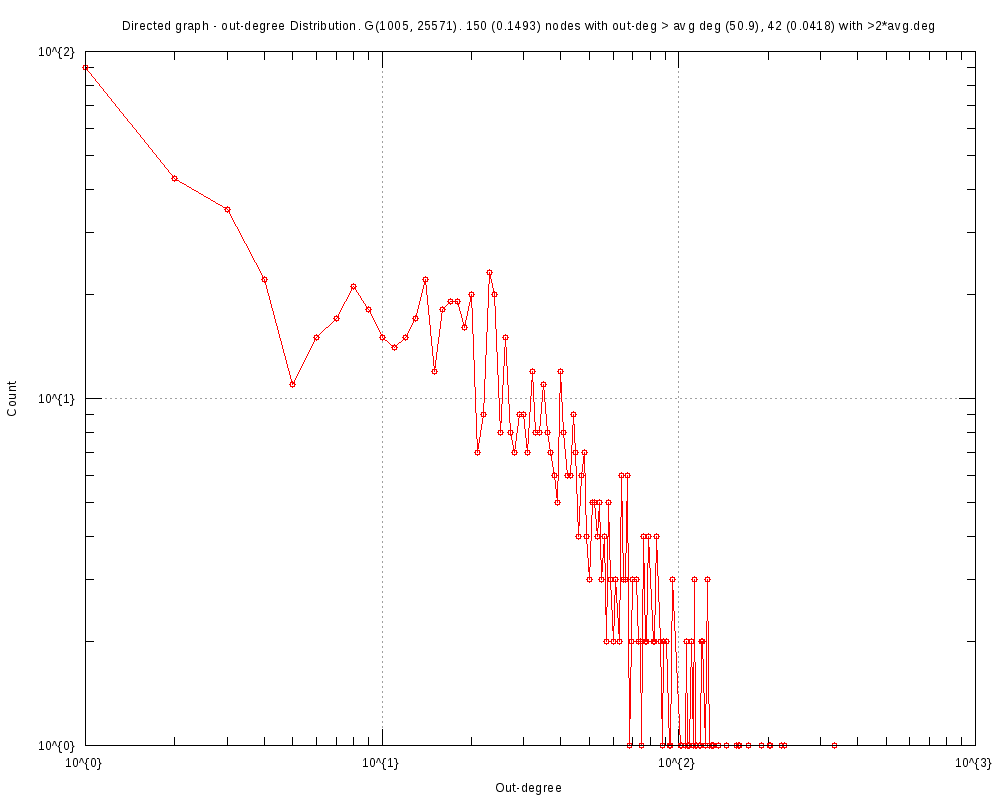 Directed graph - out-degree Distribution. G(1005, 25571). 150 (0.1493) nodes with out-deg > avg deg (50.9), 42 (0.0418) with >2*avg.deg
10^{2}
10^{1}
10^{0}
Count
10^{0} 10^{1} 10^{2} 10^{3}
Out-degree